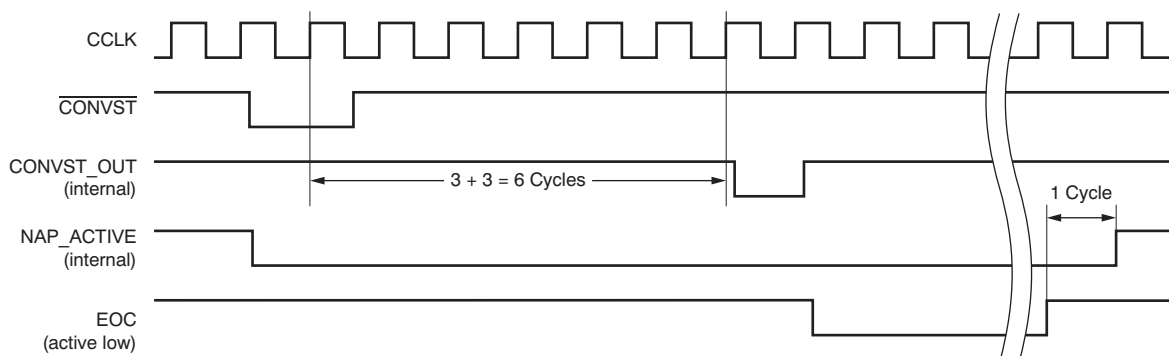 CCLK
CONVST
CONVST_OUT
(internal)
3 + 3 = 6 Cycles
1 Cycle
NAP_ACTIVE
(internal)
EOC
(active low)